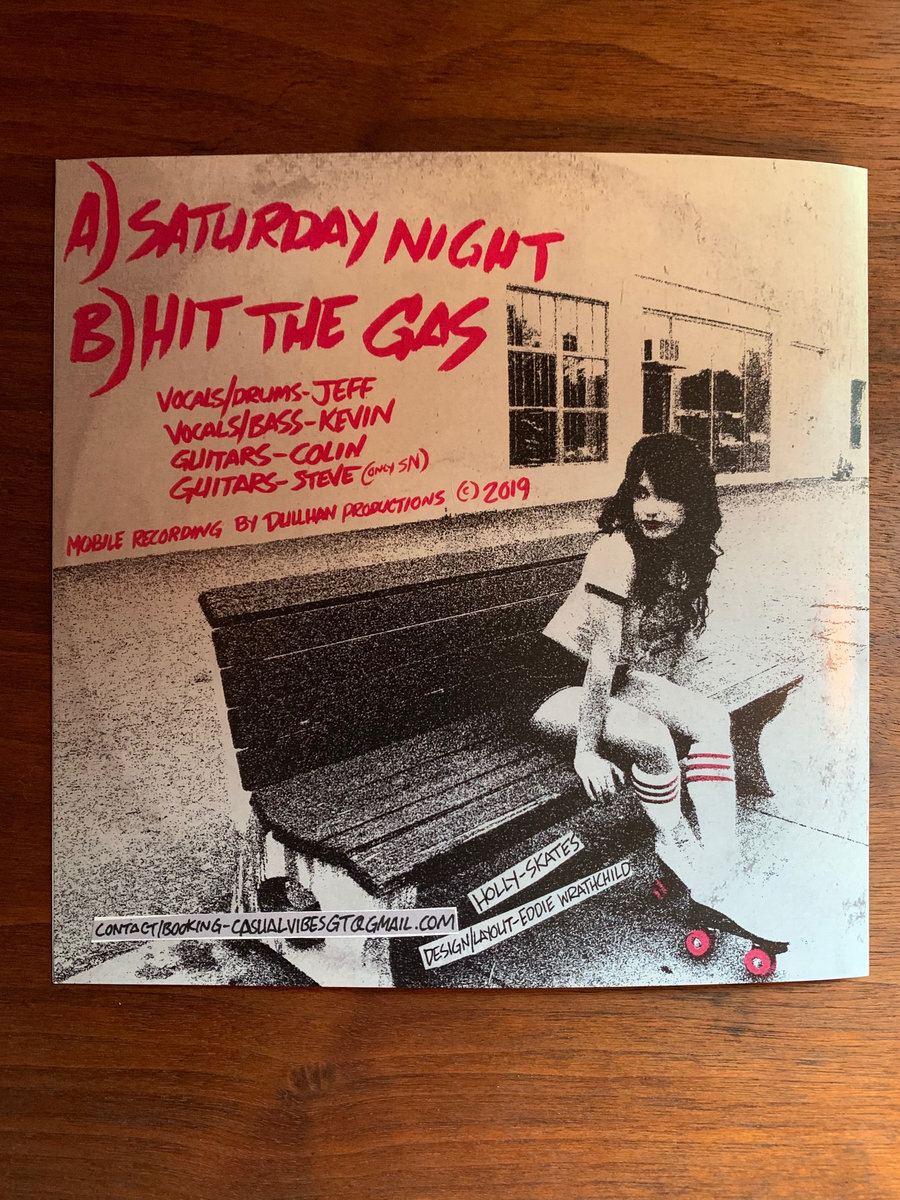 A) SATURDAY NIGHT
B) HIT THE GAS
VOCALS/DRUMS-JEFF
VOCALS/BASS-KEVIN
GUITARS-COLIN
GUITARS-STEVE (ONLY SN)
MOBILE RECORDING BY DULLHAN PRODUCTIONS © 2019
HOLLY-SKATES
DESIGN/LAYOUT-EDDIE WRATHCHILD
CONTACT/BOOKING-CASUALVIBESGT@GMAIL.COM